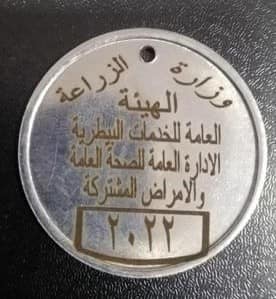 وزارة الزراعة
الهيئة
العامة للخدمات البيطرية
الادارة العامة للصحة العامة
والامراض المشتركة
٢٠٢٢